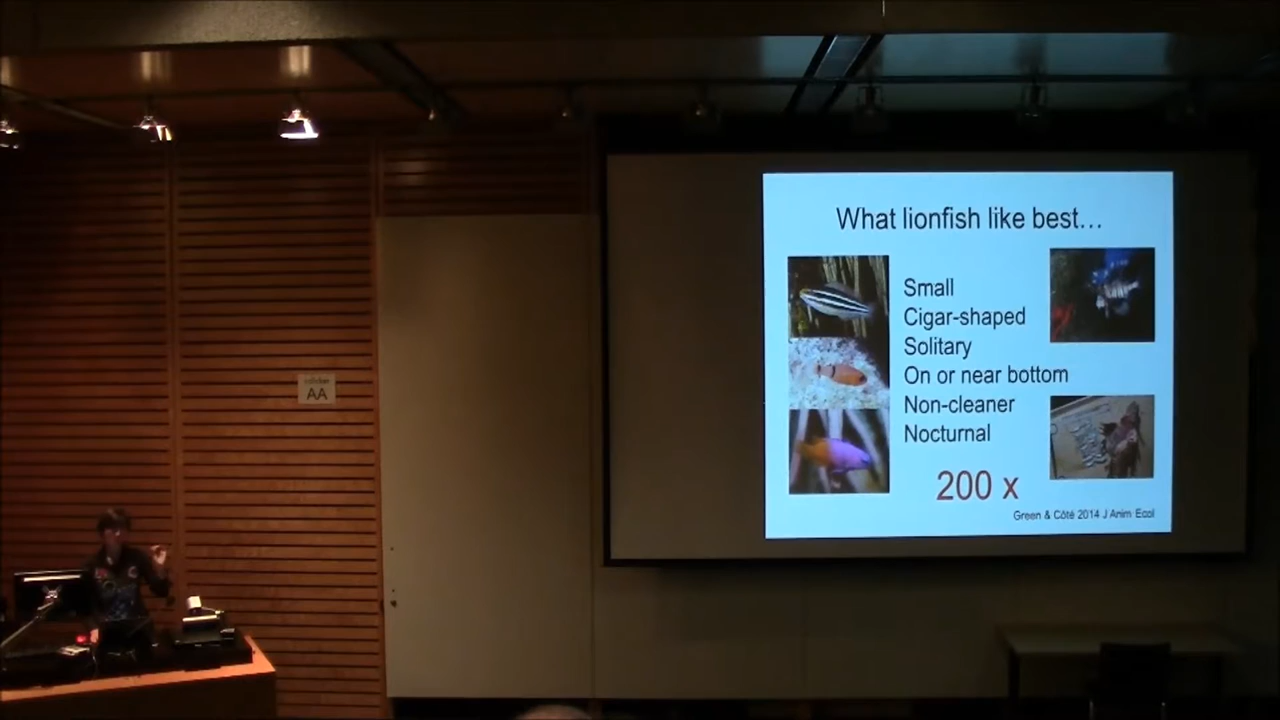 What lionfish like best…
Small
Cigar-shaped
Solitary
On or near bottom
Non-cleaner
Nocturnal
200 x
Green & Côté 2014 J Anim Ecol
AA